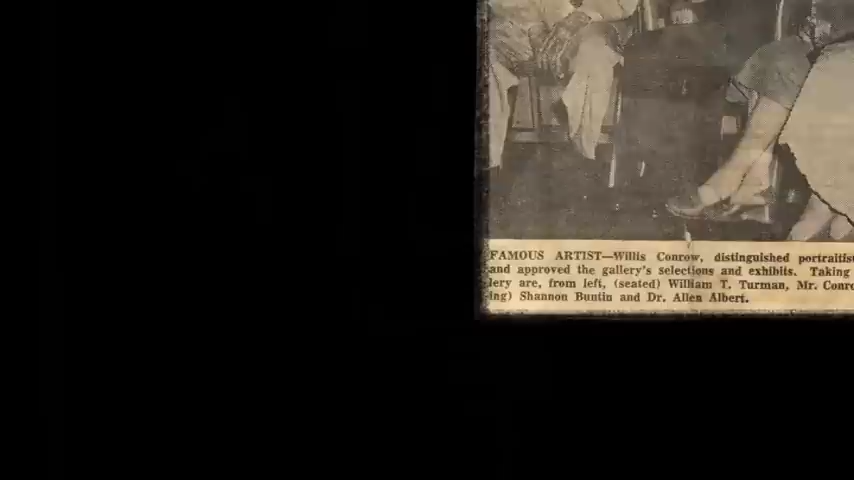 FAMOUS ARTIST—Willis Conrow, distinguished portraitist
and approved the gallery's selections and exhibits. Taking
lery are, from left, (seated) William T. Turman, Mr. Conro
ing) Shannon Buntin and Dr. Allen Albert.